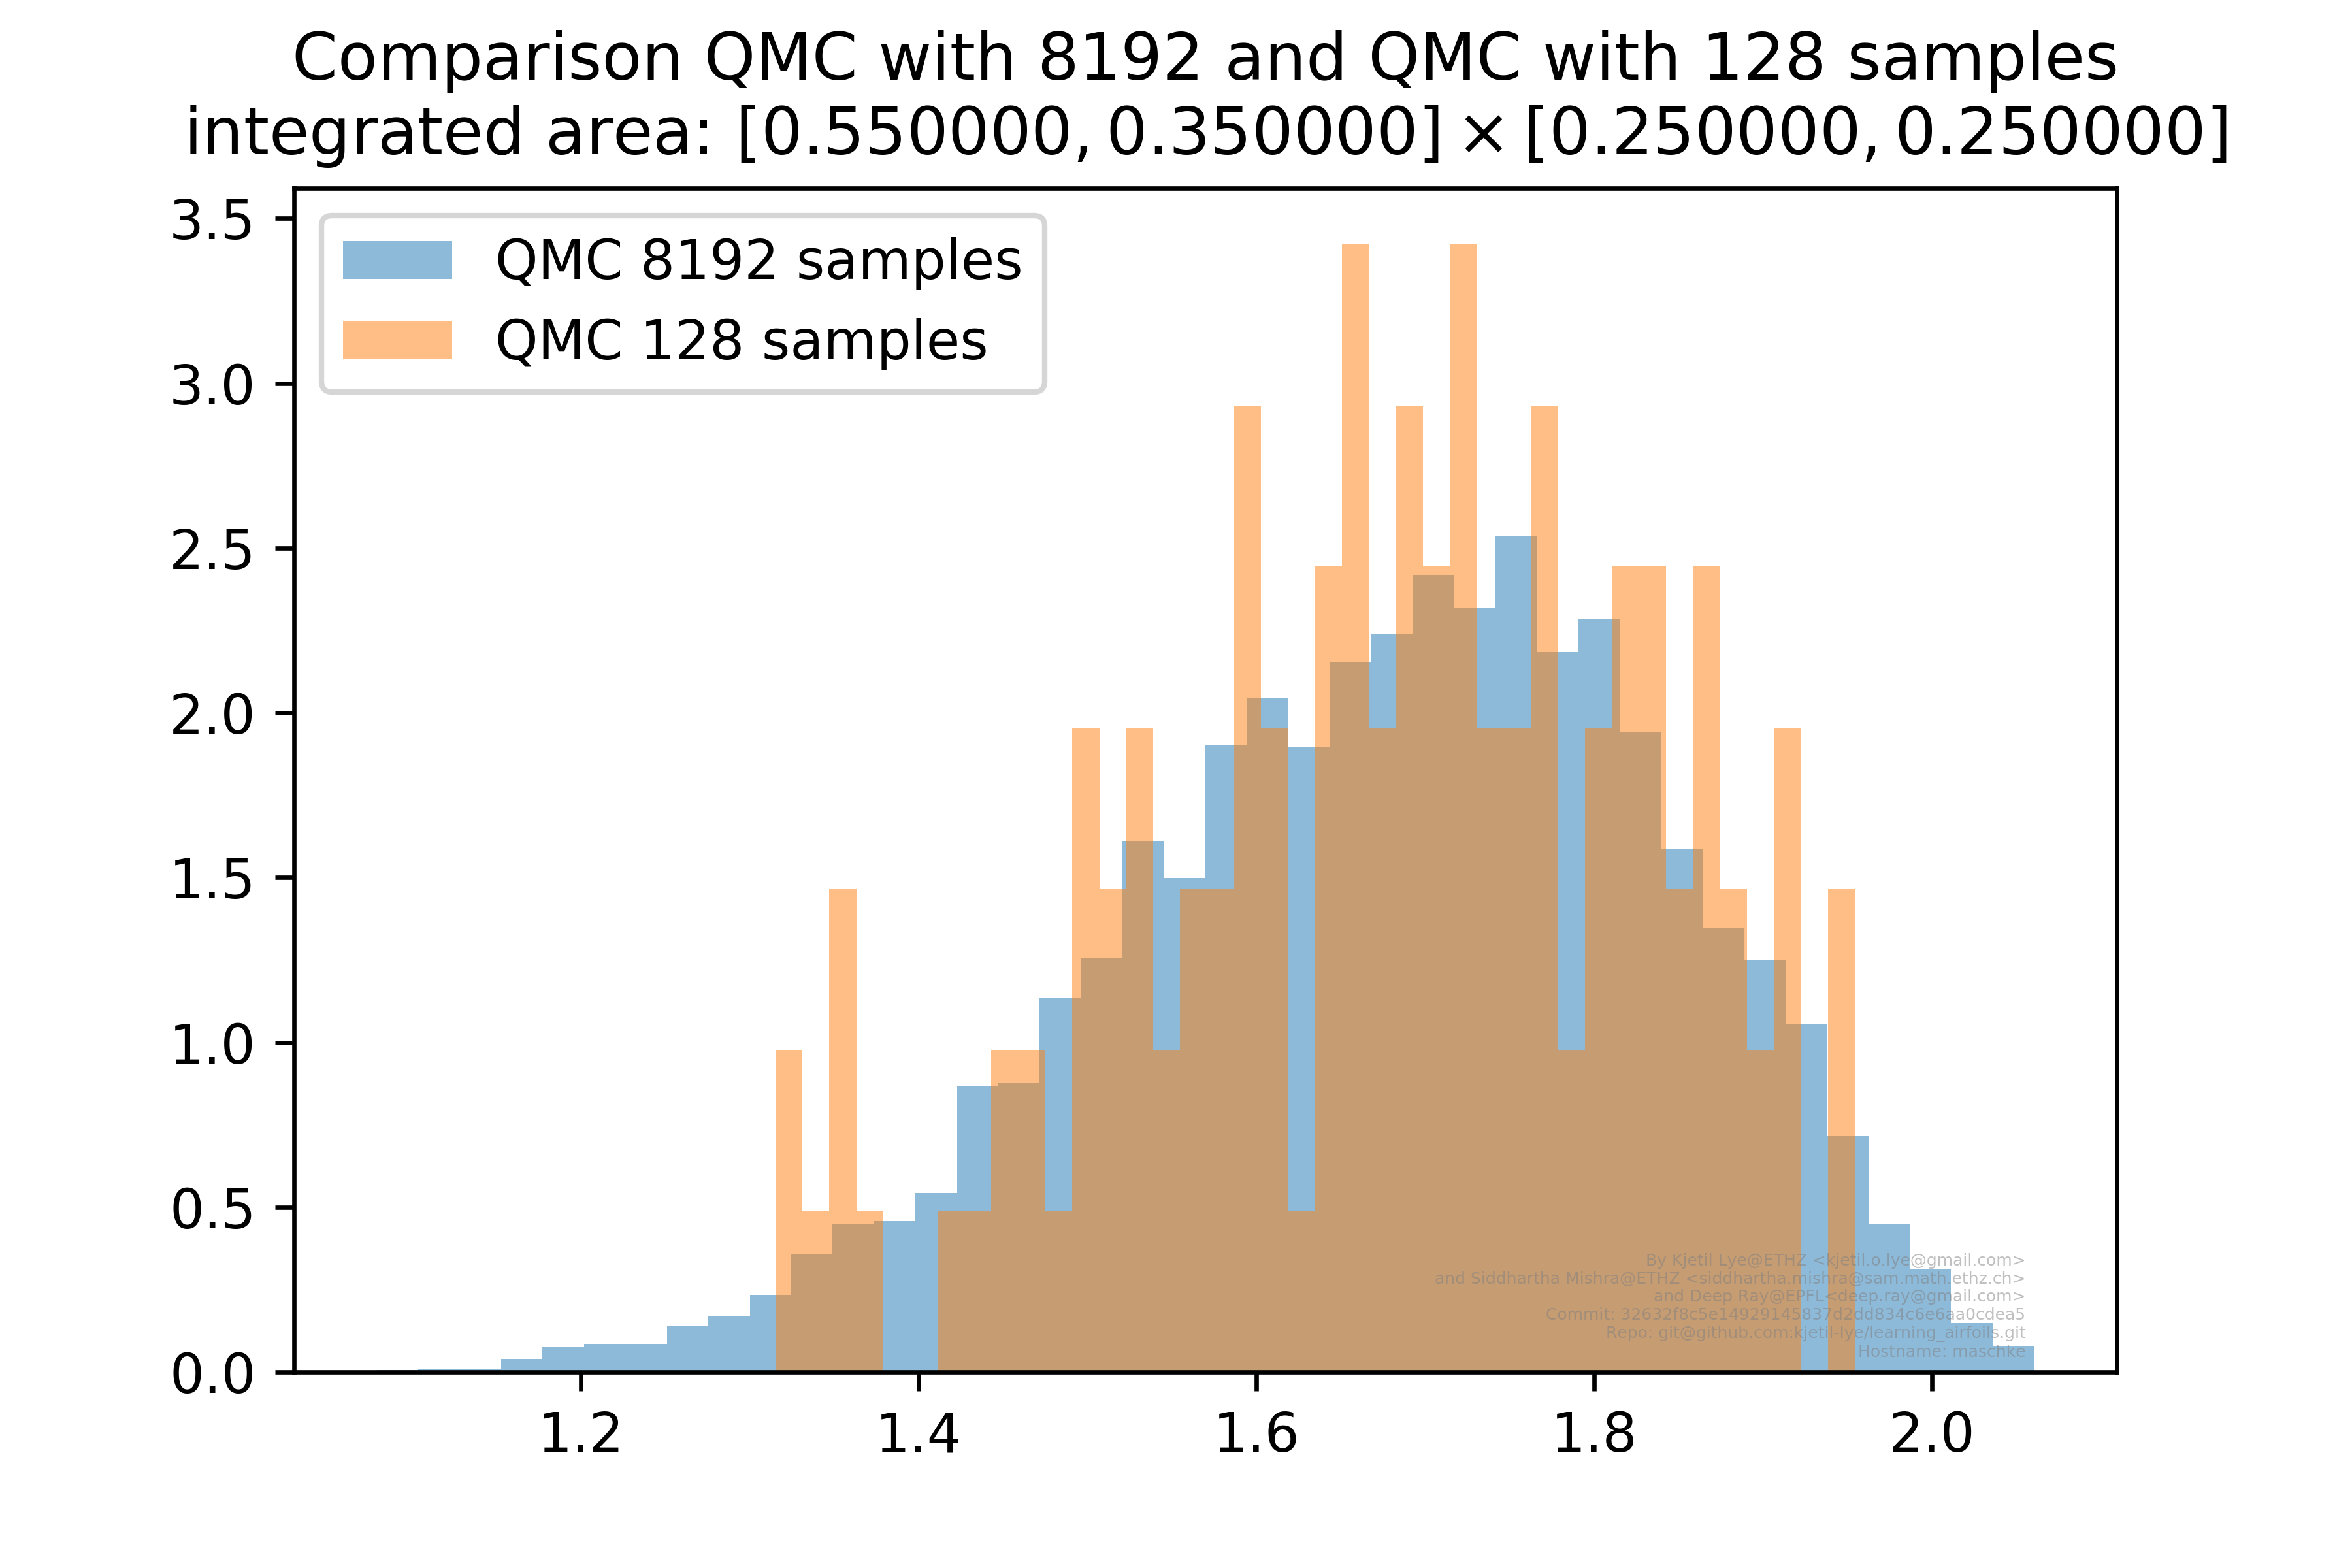 Comparison QMC with 8192 and QMC with 128 samples
integrated area: [0.550000, 0.350000] × [0.250000, 0.250000]
3.5
3.0
2.5
2.0
1.5
1.0
0.5
0.0
QMC 8192 samples
QMC 128 samples
By Kjetil Lye@ETHZ <kjetil.o.lye@gmail.com>
and Siddhartha Mishra@ETHZ <siddhartha.mishra@sam.math.ethz.ch>
and Deep Ray@EPFL<deep.ray@gmail.com>
Commit: 32632f8c5e14929145837d2dd834c6e6aa0cdea5
Repo: git@github.com:kjetil-lye/learning_airfoils.git
Hostname: maschke
1.2
1.4
1.6
1.8
2.0